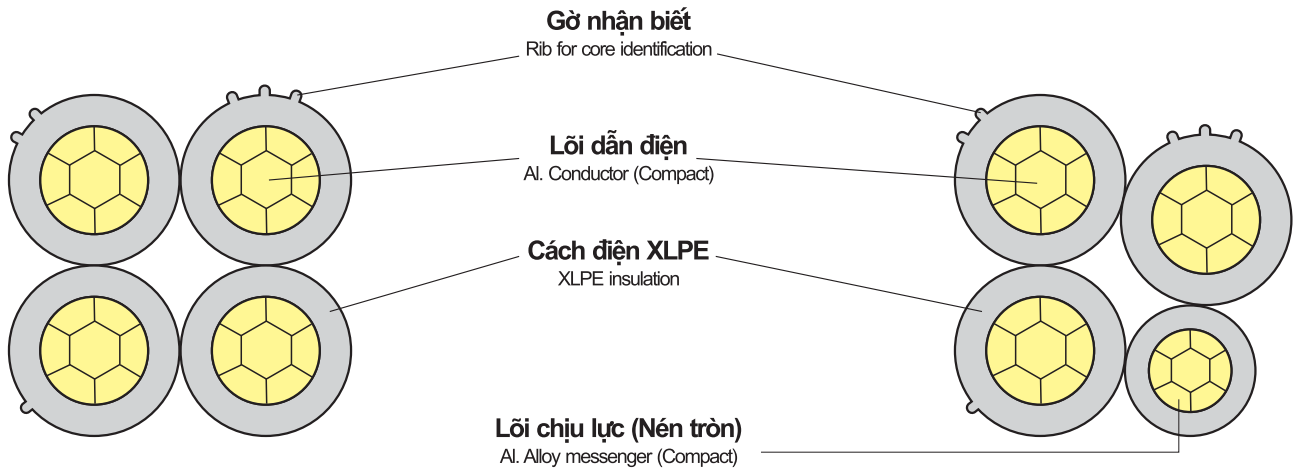 Gờ nhận biết
Rib for core identification
Lõi dẫn điện
Al. Conductor (Compact)
Cách điện XLPE
XLPE insulation
Lõi chịu lực (Nén tròn)
Al. Alloy messenger (Compact)